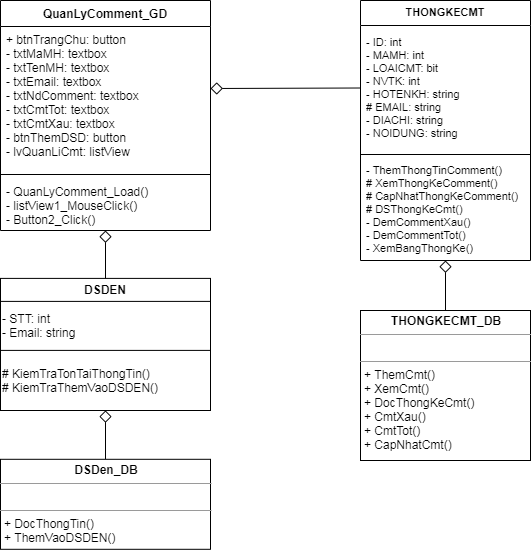 QuanLyComment_GD
+ btnTrangChu: button
- txtMaMH: textbox
- txtTenMH: textbox
- txtEmail: textbox
- txtNdComment: textbox
- txtCmtTot: textbox
- txtCmtXau: textbox
- btnThemDSD: button
- lvQuanLiCmt: listView
- QuanLyComment_Load()
- listView1_MouseClick()
- Button2_Click()
THONGKECMT
- ID: int
- MAMH: int
- LOAICMT: bit
- NVTK: int
- HOTENKH: string
# EMAIL: string
- DIACHI: string
- NOIDUNG: string
- ThemThongTinComment()
# XemThongKeComment()
# CapNhatThongKeComment()
# DSThongKeCmt()
- DemCommentXau()
- DemCommentTot()
- XemBangThongKe()
DSDEN
- STT: int
- Email: string
# KiemTraTonTaiThongTin()
# KiemTraThemVaoDSDEN()
THONGKECMT_DB
+ ThemCmt()
+ XemCmt()
+ DocThongKeCmt()
+ CmtXau()
+ CmtTot()
+ CapNhatCmt()
DSDen_DB
+ DocThongTin()
+ ThemVaoDSDEN()